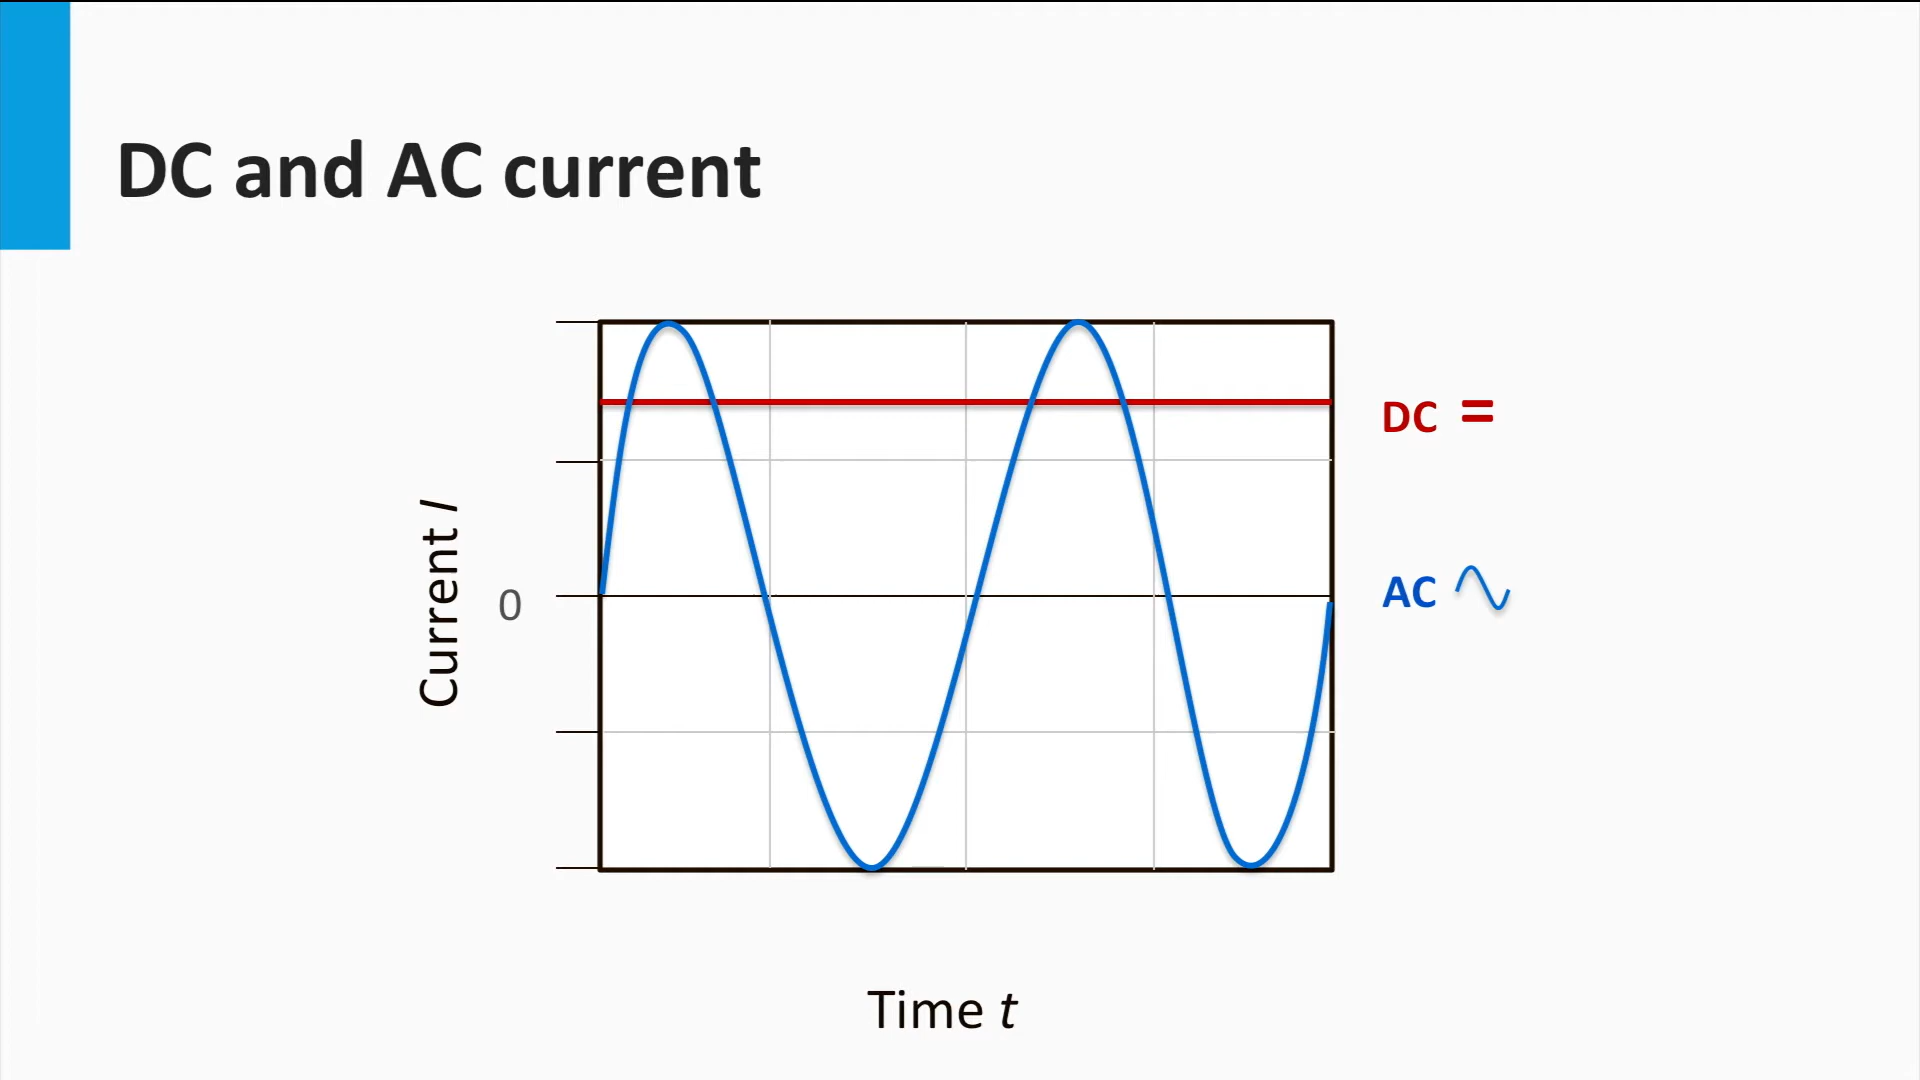 DC and AC current
Current I
0
DC =
AC
Time t